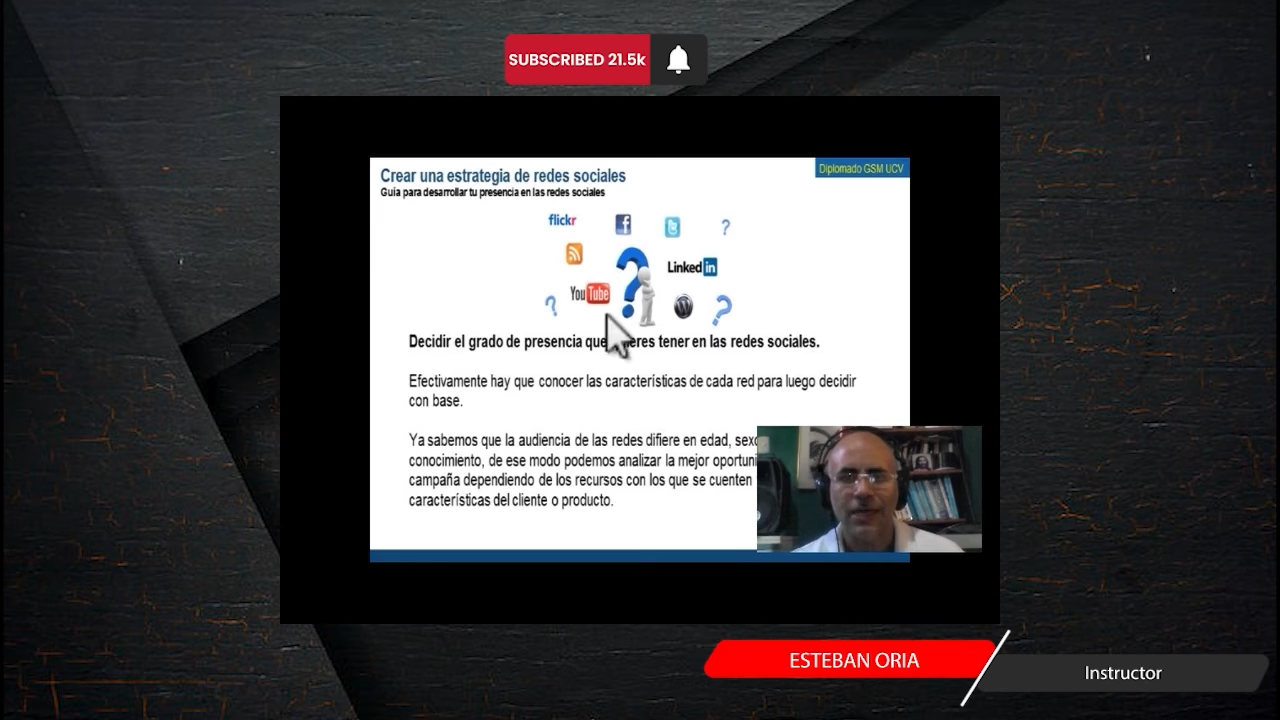 SUBSCRIBED 21.5k
Crear una estrategia de redes sociales
Diplomado GSM UCV
Guía para desarrollar tu presencia en las redes sociales
flickr
f
?
Linked in
?
You Tube
?
W
?
Decidir el grado de presencia que tener en las redes sociales.
Efectivamente hay que conocer las características de cada red para luego decidir
con base.
Ya sabemos que la audiencia de las redes difiere en edad,
conocimiento, de ese modo podemos analizar la mejor
campaña dependiendo de los recursos con los que se cuenten
características del cliente o producto.
ESTEBAN ORIA
Instructor